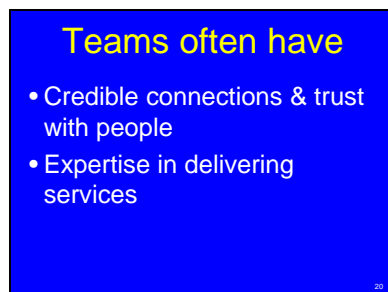 Teams often have
• Credible connections & trust
with people
• Expertise in delivering
services
20